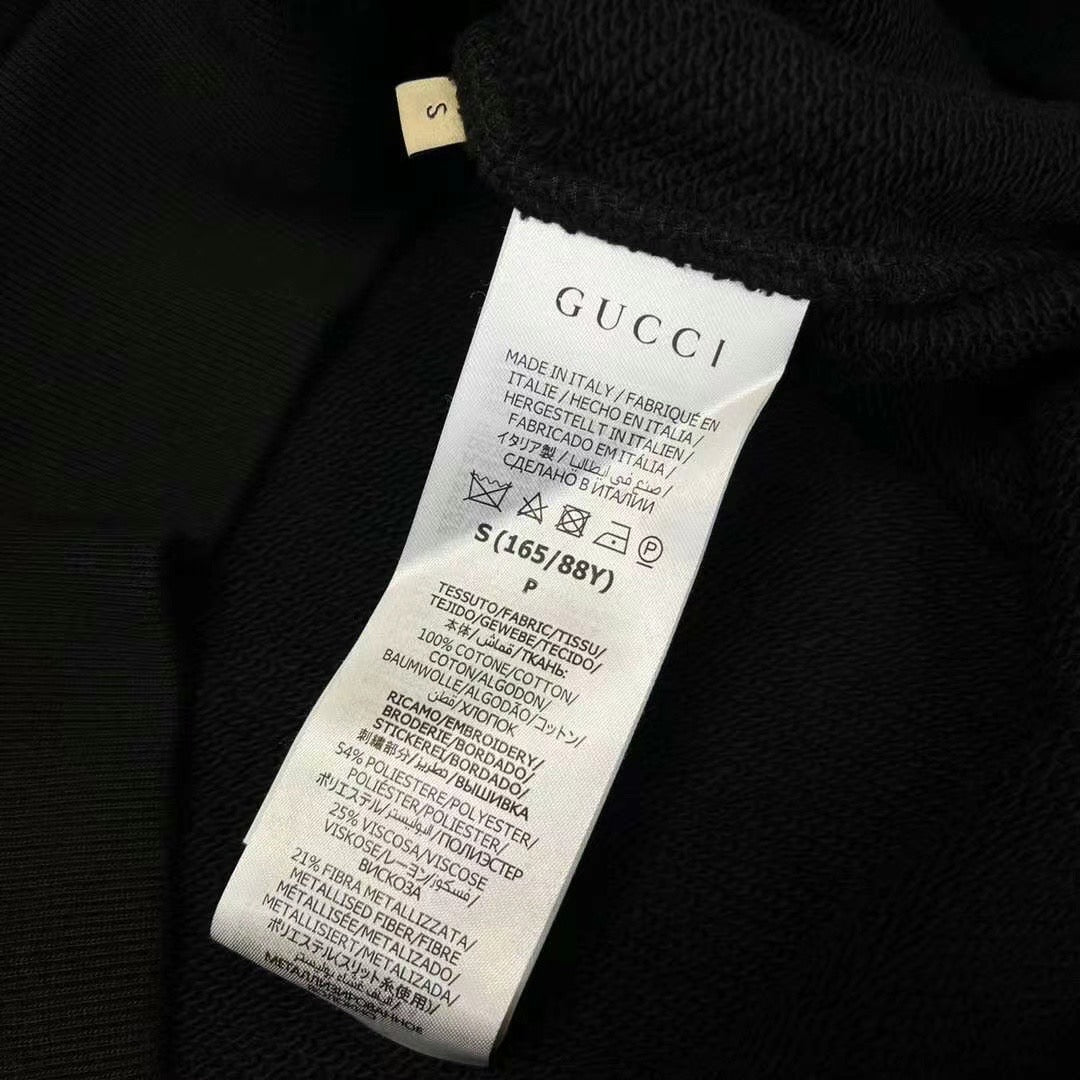 S
GUCCI
MADE IN ITALY / FABRIQUÉ EN
ITALIE / HECHO EN ITALIA /
HERGESTELLT IN ITALIEN /
FABRICADO EM ITÁLIA /
イタリア製 / صنع في إيطاليا /
СДЕЛАНО В ИТАЛИИ
P
S (165/88Y)
P
TESSUTO/FABRIC/TISSU/
TEJIDO/GEWEBE/TECIDO/
本体/قماش/ТКАНЬ:
100% COTONE/COTTON/
COTON/ALGODON/
BAUMWOLLE/ALGODÃO/コットン/
قطن/ХЛОПОК
RICAMO/EMBROIDERY/
BRODERIE/BORDADO/
STICKEREI/BORDADO/
刺繍部分/تطريز/ВЫШИВКА
54% POLIESTERE/POLYESTER/
POLIÉSTER/POLIESTER/
ポリエステル/البوليستر/ПОЛИЭСТЕР
25% VISCOSA/VISCOSE
VISKOSE/レーヨン/فسكوز/
ВИСКОЗА
21% FIBRA METALLIZZATA/
METALLISED FIBER/FIBRE
METALLISÉE/METALIZADO/
METALLISIERT/METALIZADA/
ポリエステル(スリット糸使用)/
МЕТАЛЛИЗИРОВАННОЕ